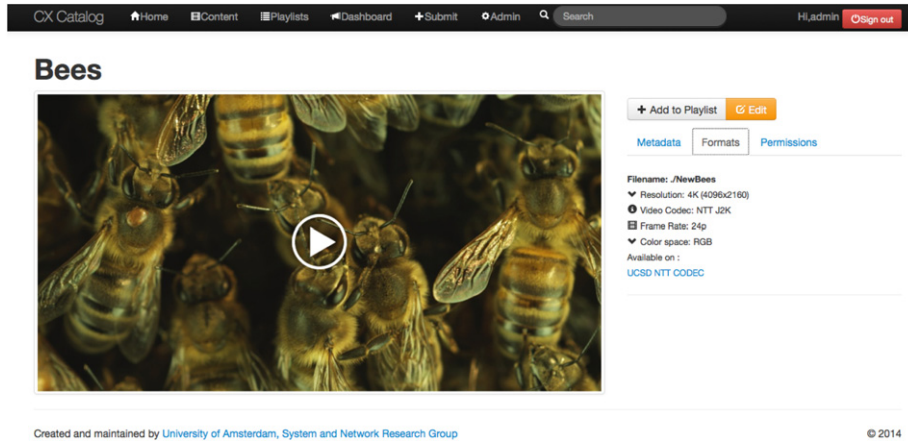 CX Catalog Home Content Playlists Dashboard Submit Admin Search Hi,admin Sign out
Bees
Add to Playlist Edit
Metadata Formats Permissions
Filename: ./NewBees
Resolution: 4K (4096x2160)
Video Codec: NTT J2K
Frame Rate: 24p
Color space: RGB
Available on :
UCSD NTT CODEC
Created and maintained by University of Amsterdam, System and Network Research Group © 2014